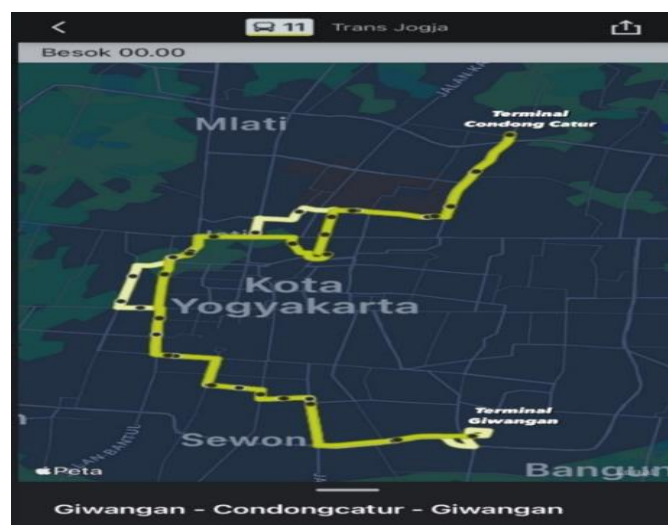 11 Trans Jogja
Besok 00.00
Mlati
Terminal
Condong Catur
Kota
Yogyakarta
Terminal
Giwangan
Sewon
Peta
Giwangan - Condongcatur - Giwangan